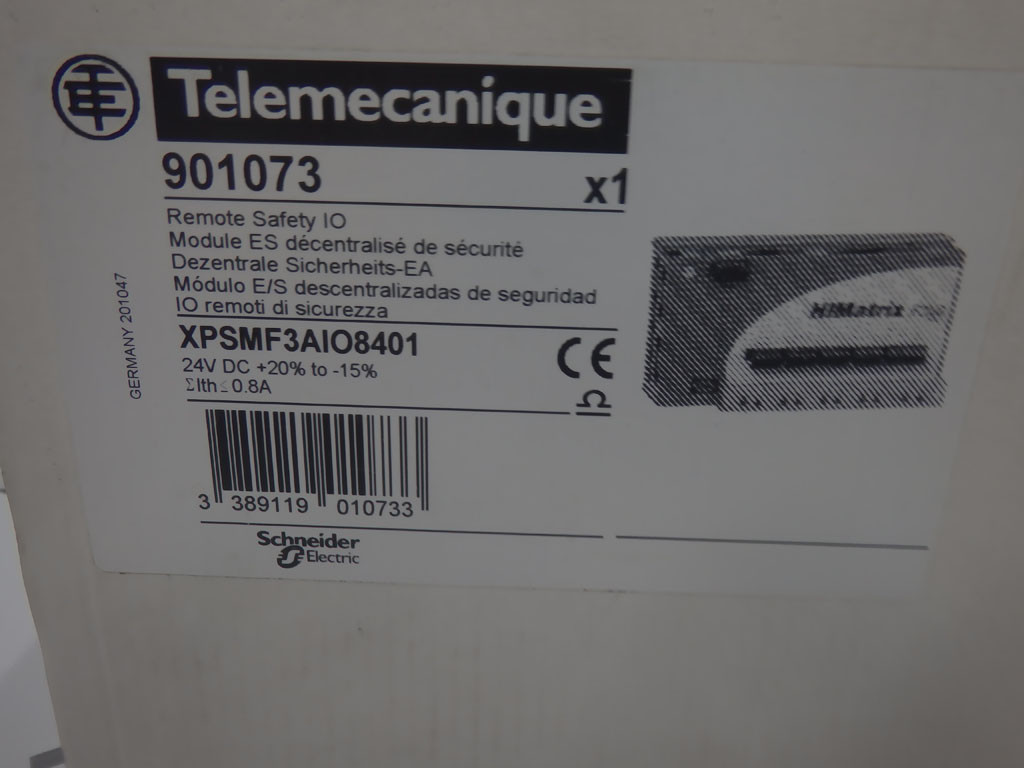 Telemecanique
901073 x1
Remote Safety IO
Module ES décentralisé de sécurité
Dezentrale Sicherheits-EA
Módulo E/S descentralizadas de seguridad
IO remoti di sicurezza
XPSMF3AIO8401
24V DC +20% to -15%
ΣIth ≤ 0.8A
CE
GERMANY 201047
HIMatrix
3 389119 010733
Schneider
Electric